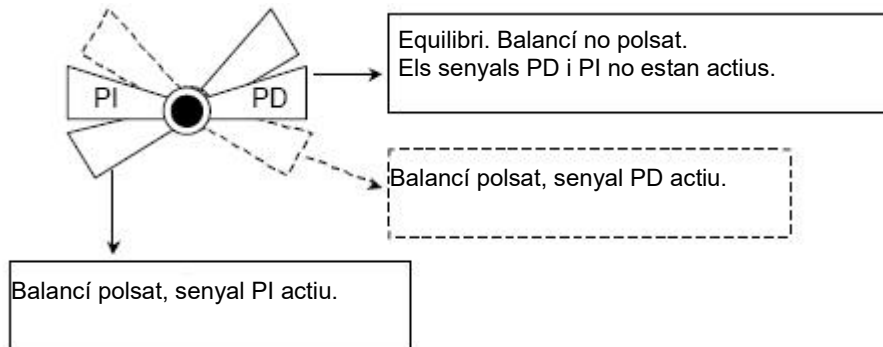 Equilibri. Balancí no polsat.
Els senyals PD i PI no estan actius.
PI
PD
Balancí polsat, senyal PD actiu.
Balancí polsat, senyal PI actiu.